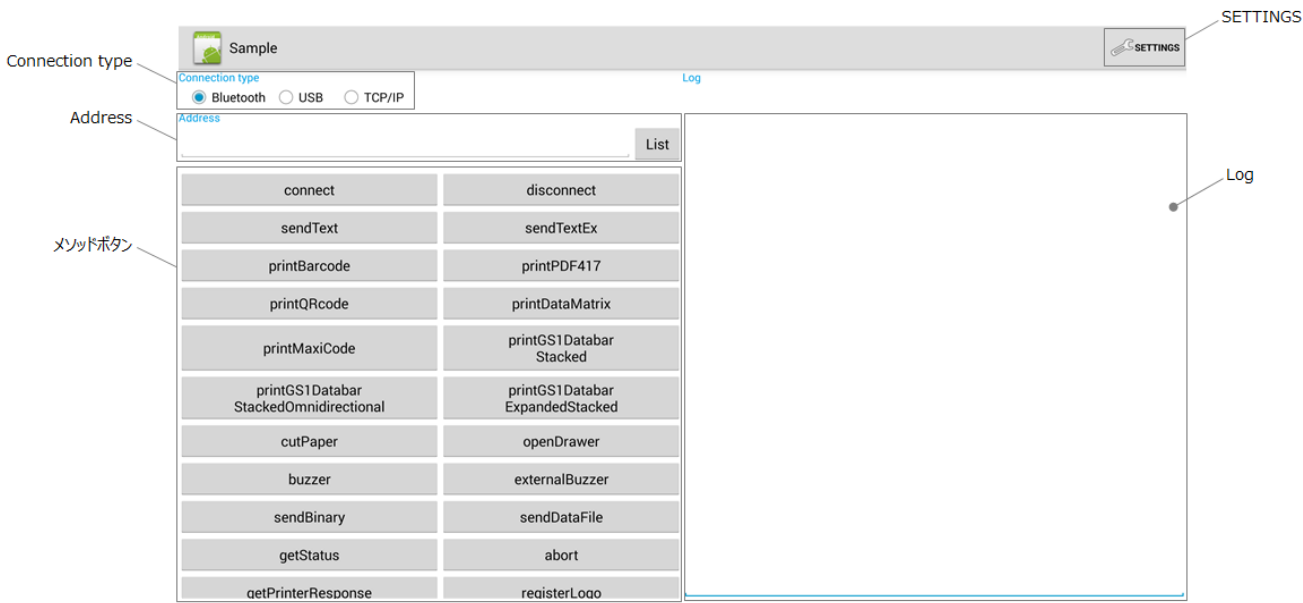 SETTINGS
Sample
SETTINGS
Connection type
Connection type
Log
Bluetooth USB TCP/IP
Address
Address
List
Log
メソッドボタン
connect disconnect
sendText sendTextEx
printBarcode printPDF417
printQRcode printDataMatrix
printMaxiCode
printGS1Databar
Stacked
printGS1Databar
StackedOmnidirectional
printGS1Databar
ExpandedStacked
cutPaper openDrawer
buzzer externalBuzzer
sendBinary sendDataFile
getStatus abort
getPrinterResponse registerLogo